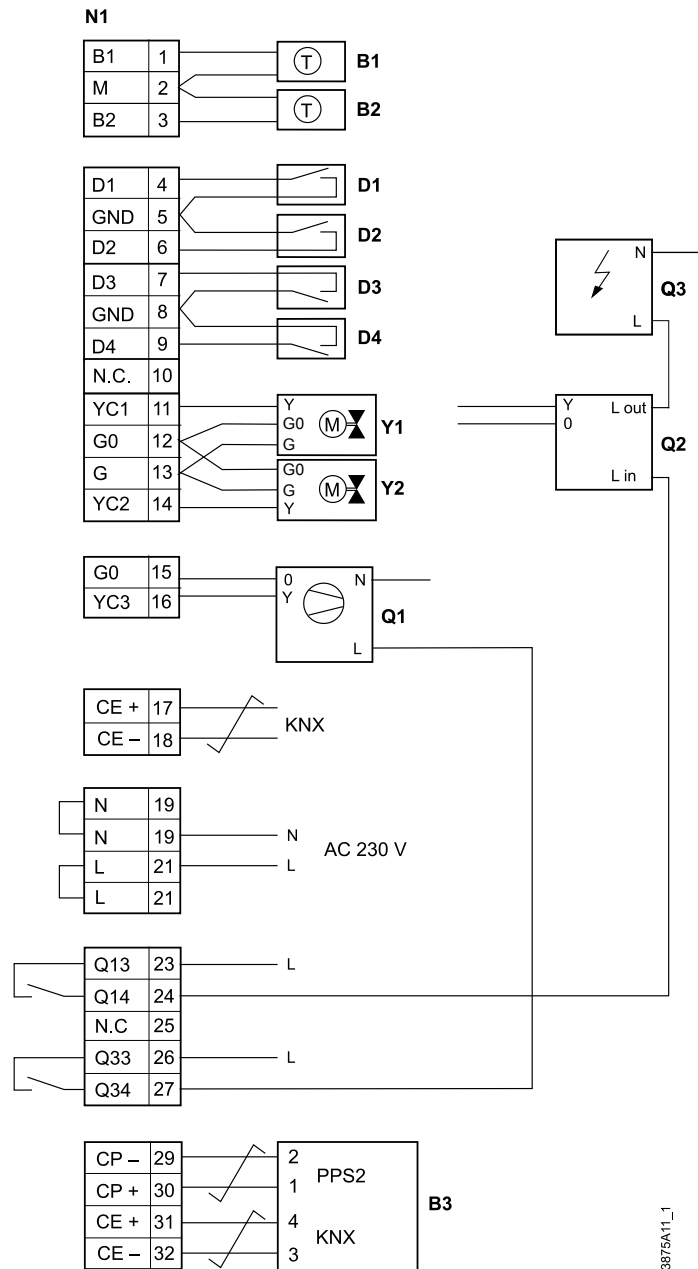 N1
B1 1
M 2
B2 3
T B1
T B2
D1 4
GND 5
D2 6
D3 7
GND 8
D4 9
N.C. 10
YC1 11
G0 12
G 13
YC2 14
D1
D2
D3
D4
Y
G0 M Y1
G
G0
G M Y2
Y
N
Q3
L
Y L out
0
Q2
L in
G0 15
YC3 16
0 N
Y
Q1
L
CE + 17
CE – 18
KNX
N 19
N 19
L 21
L 21
N
L
AC 230 V
Q13 23 L
Q14 24
N.C 25
Q33 26 L
Q34 27
CP – 29
CP + 30
CE + 31
CE – 32
2
1
PPS2
4
3
KNX
B3
3875A11_1